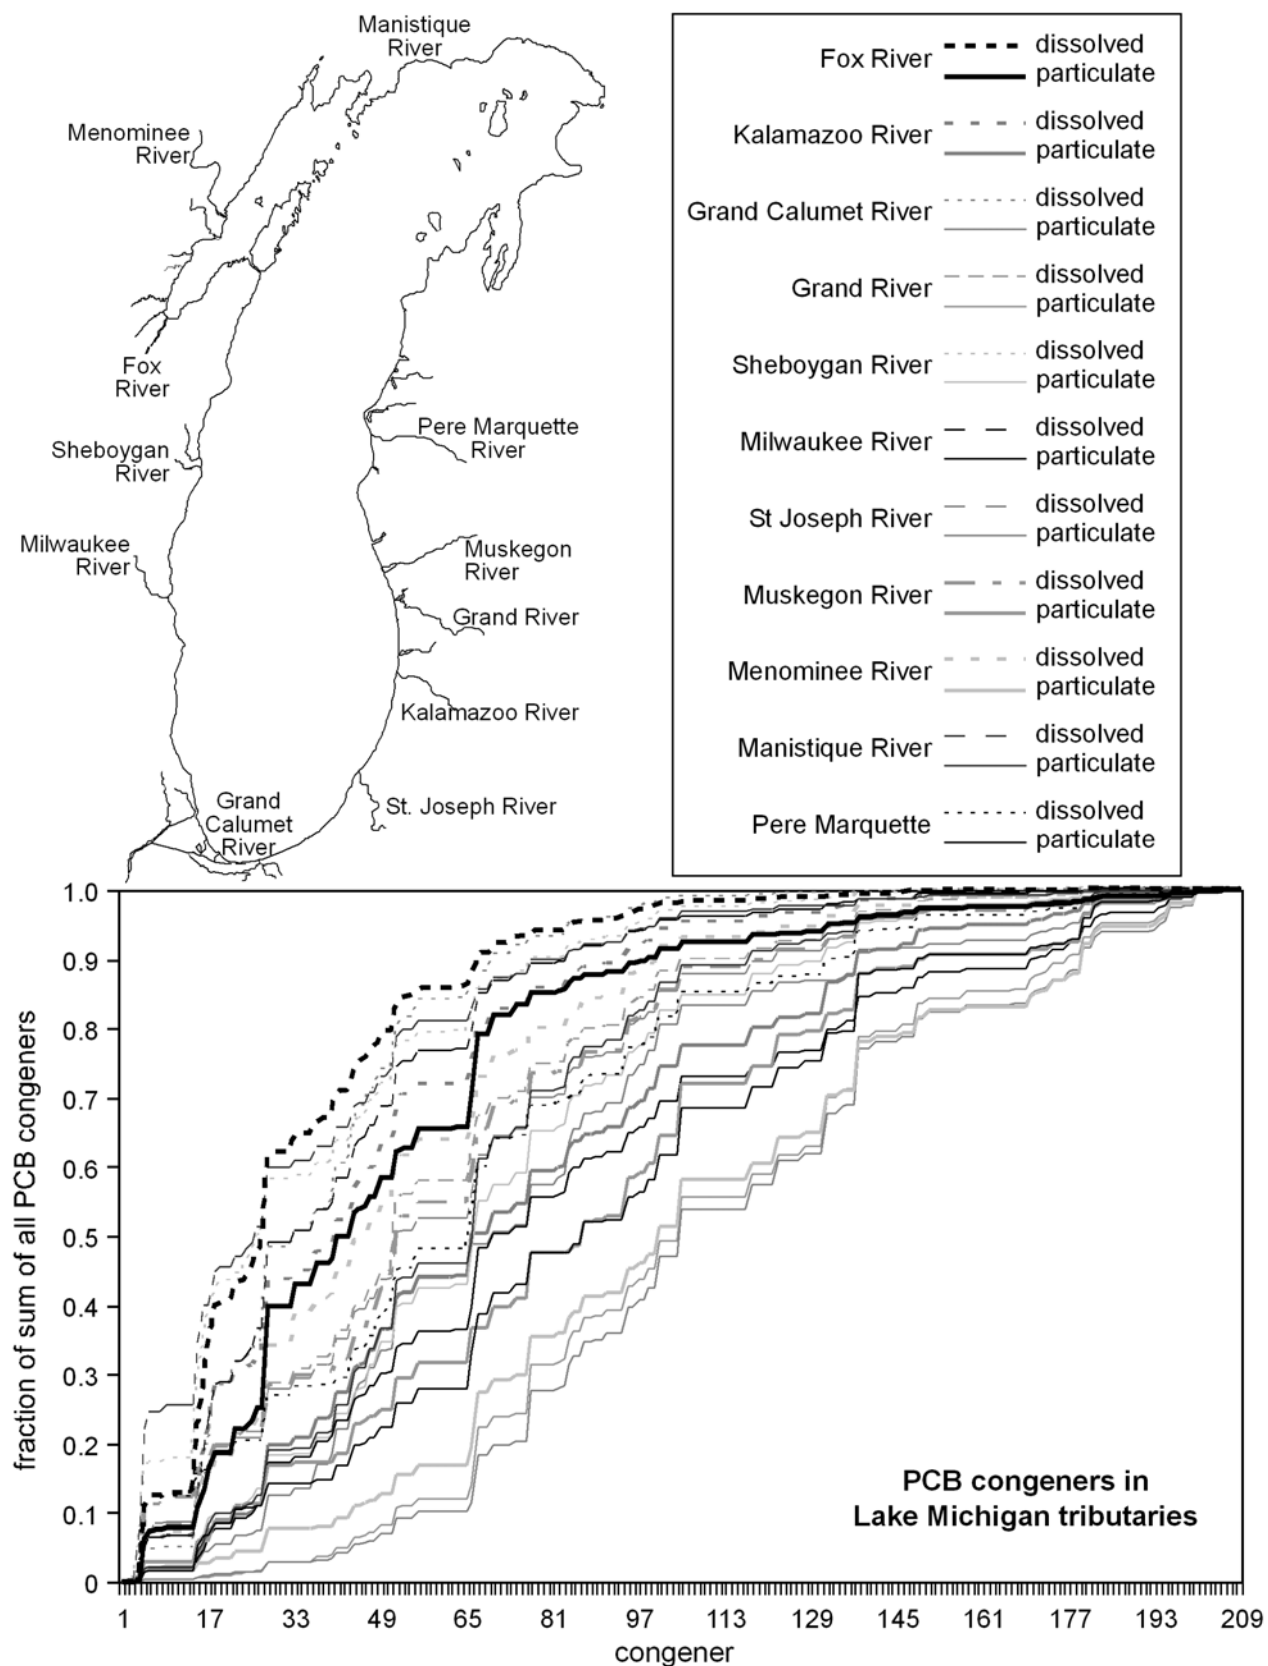 Manistique
River
Menominee
River
Fox
River
Sheboygan
River
Pere Marquette
River
Milwaukee
River
Muskegon
River
Grand River
Kalamazoo River
Grand
Calumet
River
St. Joseph River
Fox River dissolved
particulate
Kalamazoo River dissolved
particulate
Grand Calumet River dissolved
particulate
Grand River dissolved
particulate
Sheboygan River dissolved
particulate
Milwaukee River dissolved
particulate
St Joseph River dissolved
particulate
Muskegon River dissolved
particulate
Menominee River dissolved
particulate
Manistique River dissolved
particulate
Pere Marquette dissolved
particulate
fraction of sum of all PCB congeners
1.0
0.9
0.8
0.7
0.6
0.5
0.4
0.3
0.2
0.1
0
PCB congeners in
Lake Michigan tributaries
1 17 33 49 65 81 97 113 129 145 161 177 193 209
congener